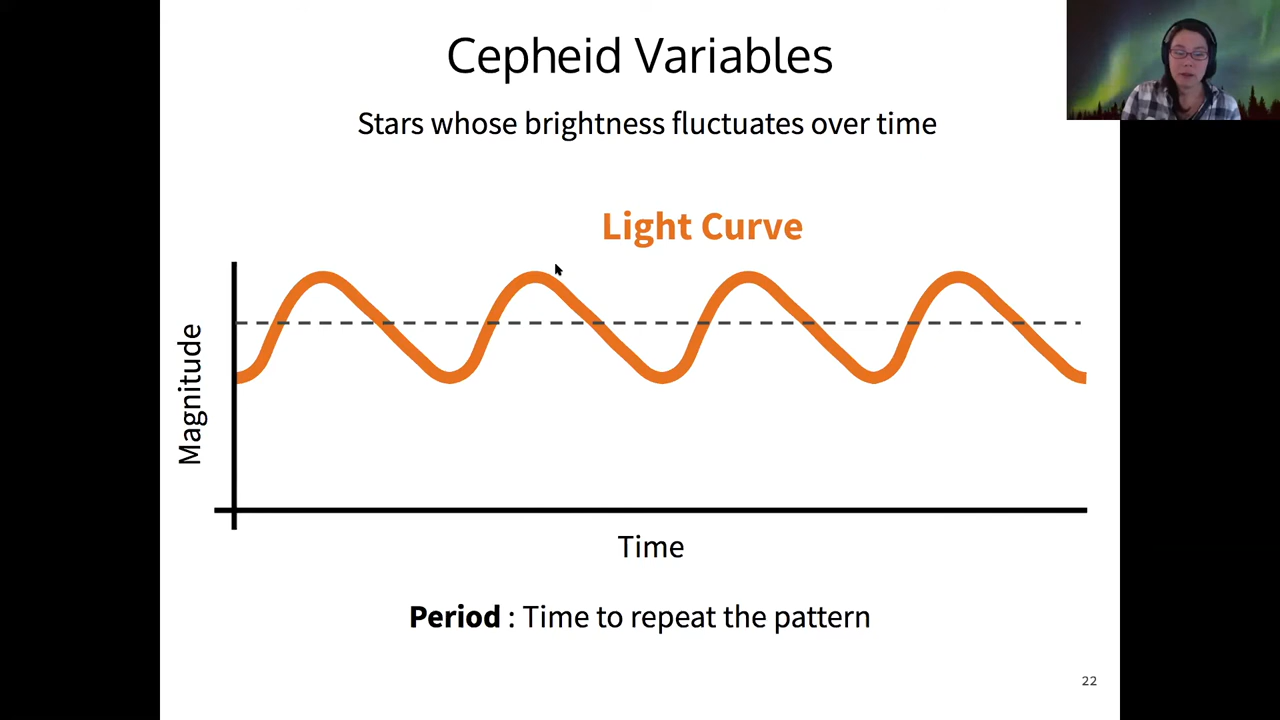 Cepheid Variables
Stars whose brightness fluctuates over time
Light Curve
Magnitude
Time
Period : Time to repeat the pattern
22